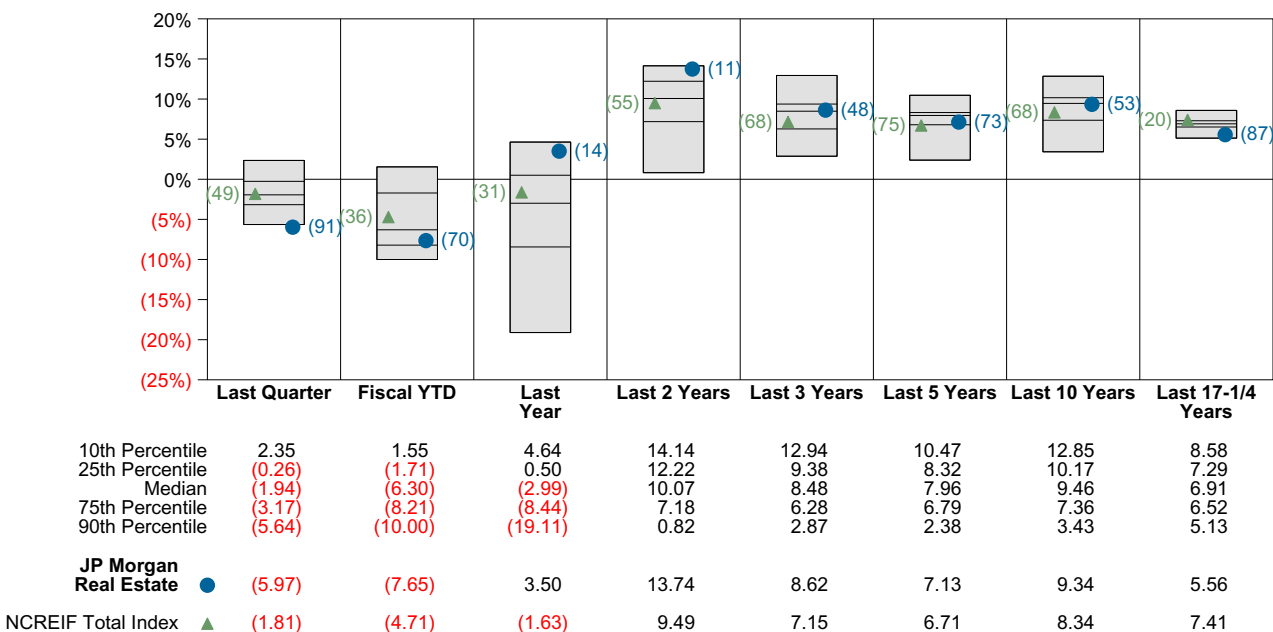 20%
15%
10%
5%
0%
(5%)
(10%)
(15%)
(20%)
(25%)
(49) (91)
(36) (70)
(31) (14)
(55) (11)
(68) (48)
(75) (73)
(68) (53)
(20) (87)
Last Quarter Fiscal YTD Last Year Last 2 Years Last 3 Years Last 5 Years Last 10 Years Last 17-1/4 Years
10th Percentile 2.35 1.55 4.64 14.14 12.94 10.47 12.85 8.58
25th Percentile (0.26) (1.71) 0.50 12.22 9.38 8.32 10.17 7.29
Median (1.94) (6.30) (2.99) 10.07 8.48 7.96 9.46 6.91
75th Percentile (3.17) (8.21) (8.44) 7.18 6.28 6.79 7.36 6.52
90th Percentile (5.64) (10.00) (19.11) 0.82 2.87 2.38 3.43 5.13
JP Morgan
Real Estate (5.97) (7.65) 3.50 13.74 8.62 7.13 9.34 5.56
NCREIF Total Index (1.81) (4.71) (1.63) 9.49 7.15 6.71 8.34 7.41